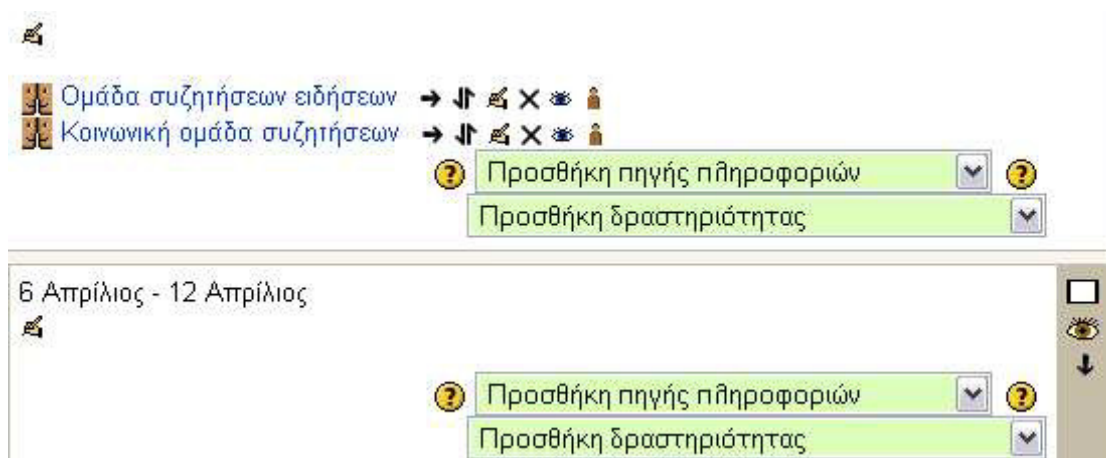 Ομάδα συζητήσεων ειδήσεων
Κοινωνική ομάδα συζητήσεων
Προσθήκη πηγής πληροφοριών
Προσθήκη δραστηριότητας
6 Απρίλιος - 12 Απρίλιος
Προσθήκη πηγής πληροφοριών
Προσθήκη δραστηριότητας